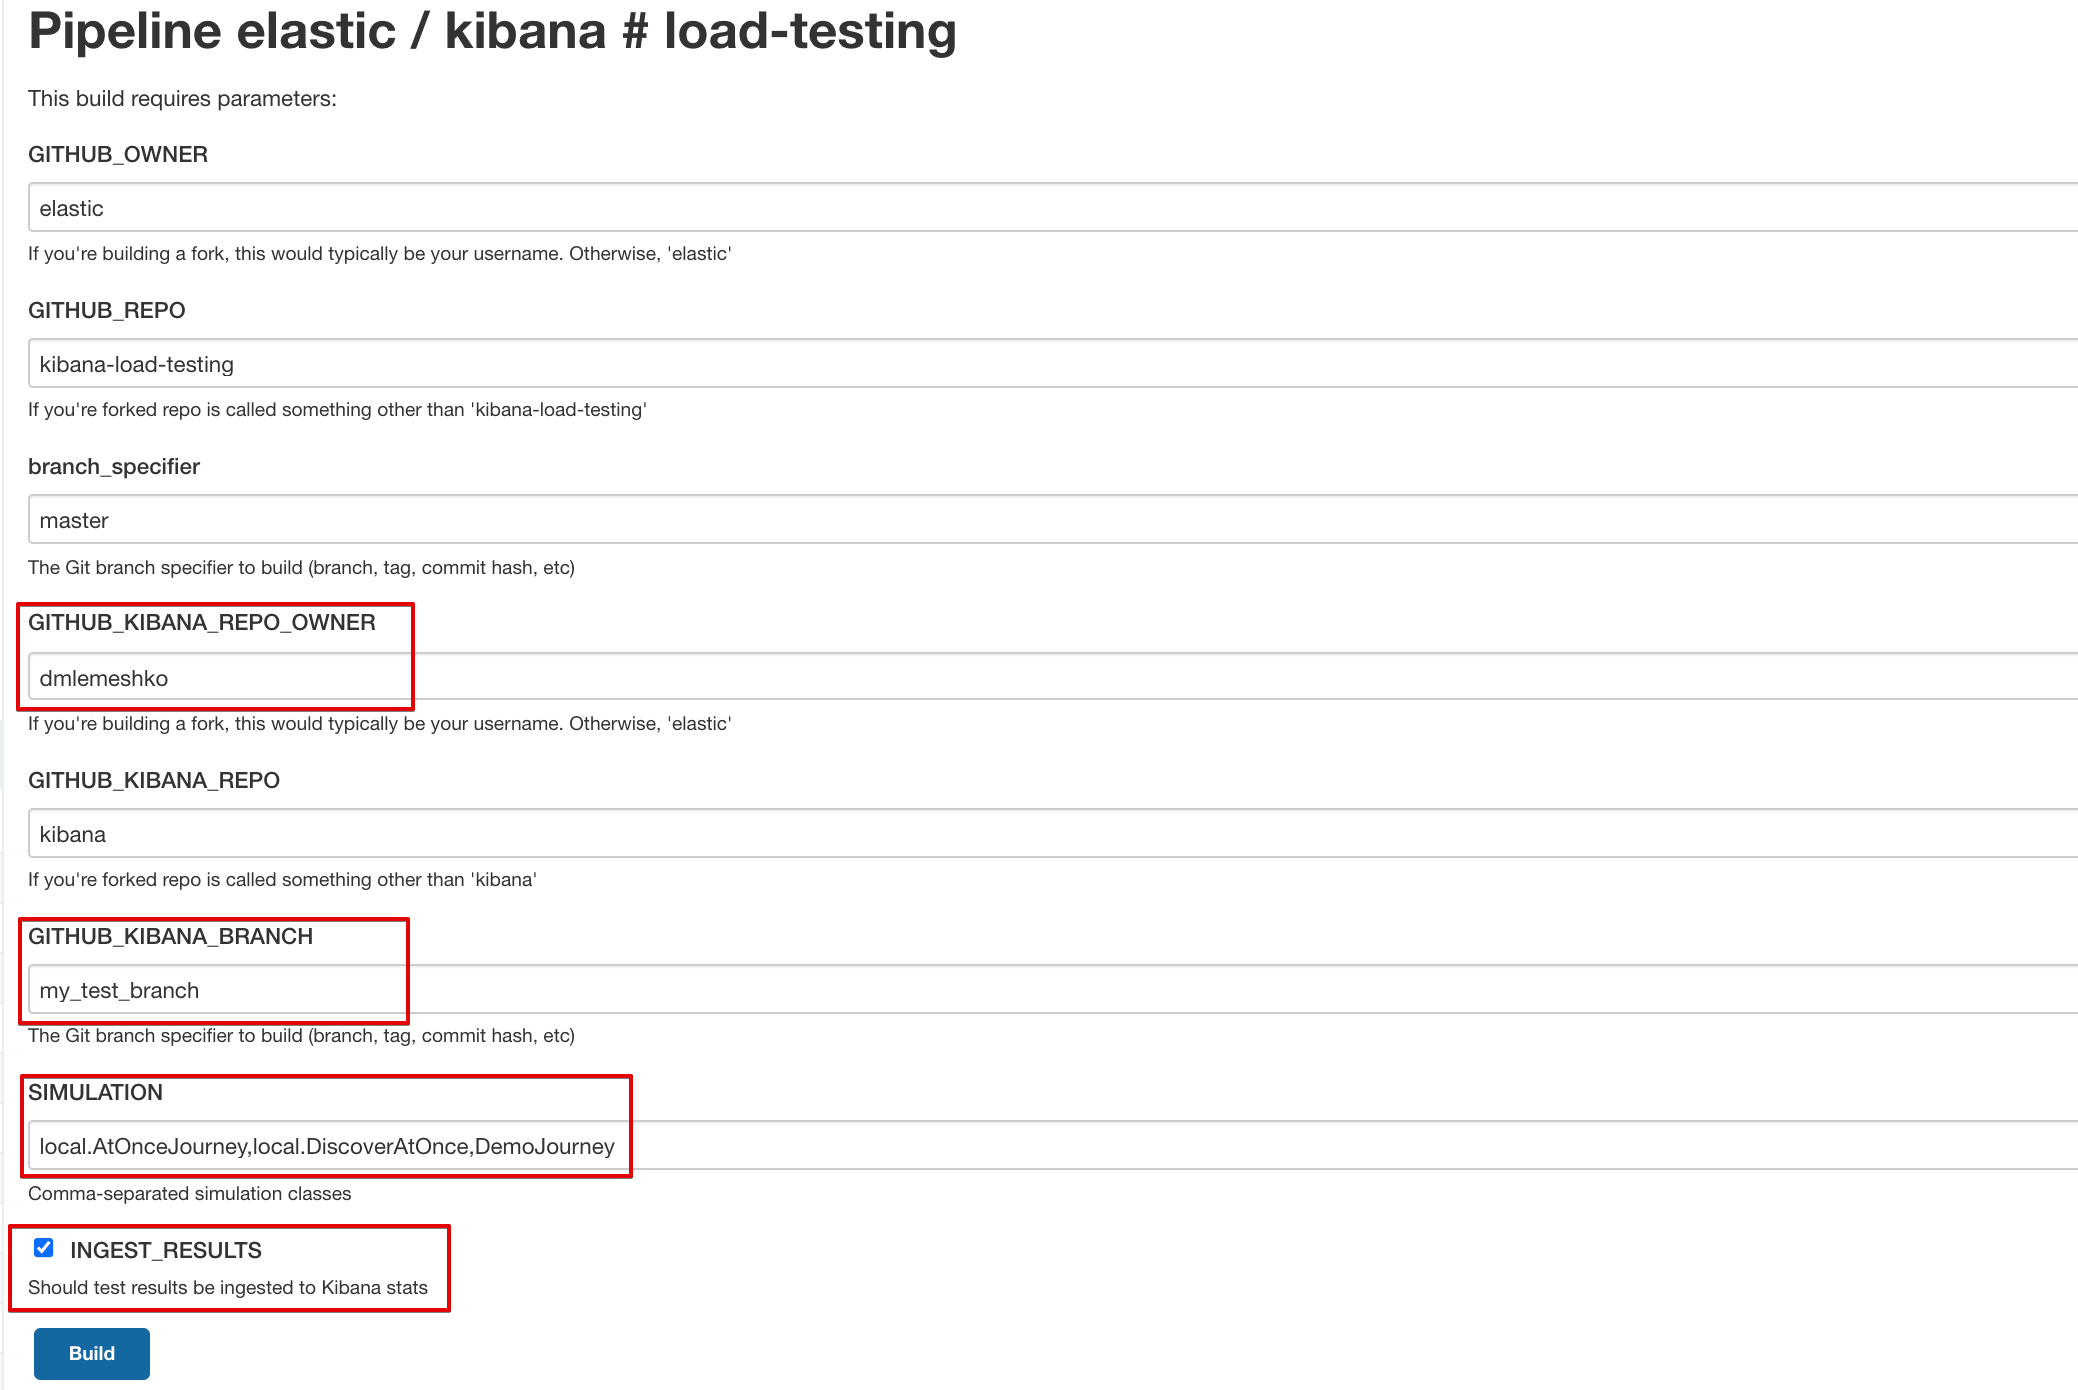 Pipeline elastic / kibana # load-testing
This build requires parameters:
GITHUB_OWNER
elastic
If you're building a fork, this would typically be your username. Otherwise, 'elastic'
GITHUB_REPO
kibana-load-testing
If you're forked repo is called something other than 'kibana-load-testing'
branch_specifier
master
The Git branch specifier to build (branch, tag, commit hash, etc)
GITHUB_KIBANA_REPO_OWNER
dmlemeshko
If you're building a fork, this would typically be your username. Otherwise, 'elastic'
GITHUB_KIBANA_REPO
kibana
If you're forked repo is called something other than 'kibana'
GITHUB_KIBANA_BRANCH
my_test_branch
The Git branch specifier to build (branch, tag, commit hash, etc)
SIMULATION
local.AtOnceJourney,local.DiscoverAtOnce,DemoJourney
Comma-separated simulation classes
INGEST_RESULTS
Should test results be ingested to Kibana stats
Build